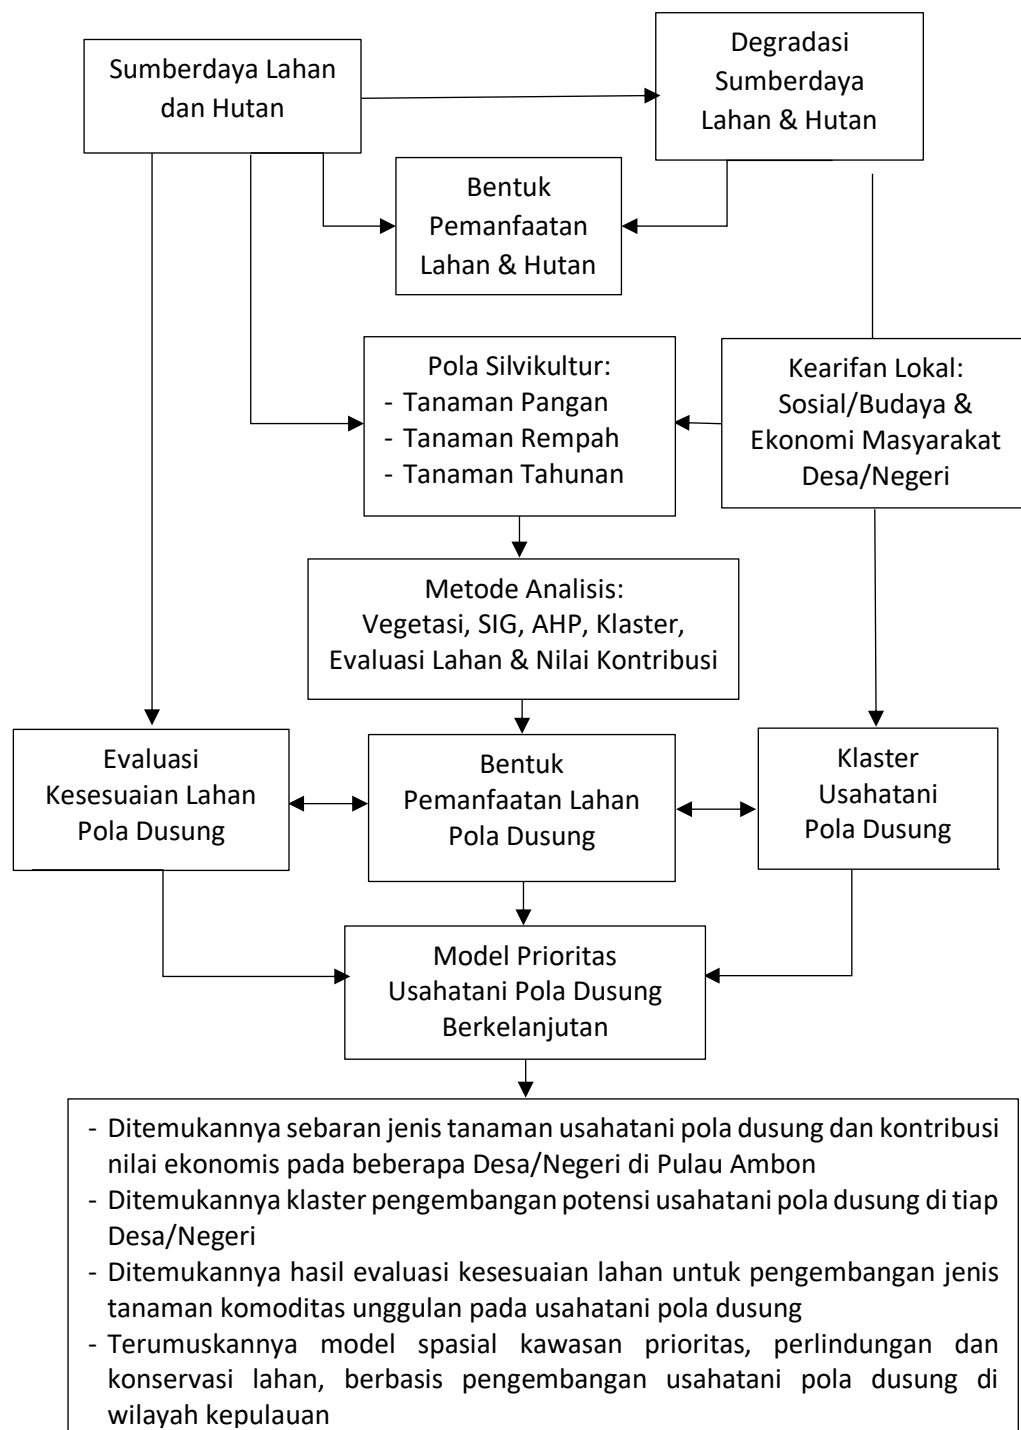 Sumberdaya Lahan
dan Hutan
Degradasi
Sumberdaya
Lahan & Hutan
Bentuk
Pemanfaatan
Lahan & Hutan
Pola Silvikultur:
- Tanaman Pangan
- Tanaman Rempah
- Tanaman Tahunan
Kearifan Lokal:
Sosial/Budaya &
Ekonomi Masyarakat
Desa/Negeri
Metode Analisis:
Vegetasi, SIG, AHP, Klaster,
Evaluasi Lahan & Nilai Kontribusi
Evaluasi
Kesesuaian Lahan
Pola Dusung
Bentuk
Pemanfaatan Lahan
Pola Dusung
Klaster
Usahatani
Pola Dusung
Model Prioritas
Usahatani Pola Dusung
Berkelanjutan
- Ditemukannya sebaran jenis tanaman usahatani pola dusung dan kontribusi
nilai ekonomis pada beberapa Desa/Negeri di Pulau Ambon
- Ditemukannya klaster pengembangan potensi usahatani pola dusung di tiap
Desa/Negeri
- Ditemukannya hasil evaluasi kesesuaian lahan untuk pengembangan jenis
tanaman komoditas unggulan pada usahatani pola dusung
- Terumuskannya model spasial kawasan prioritas, perlindungan dan
konservasi lahan, berbasis pengembangan usahatani pola dusung di
wilayah kepulauan